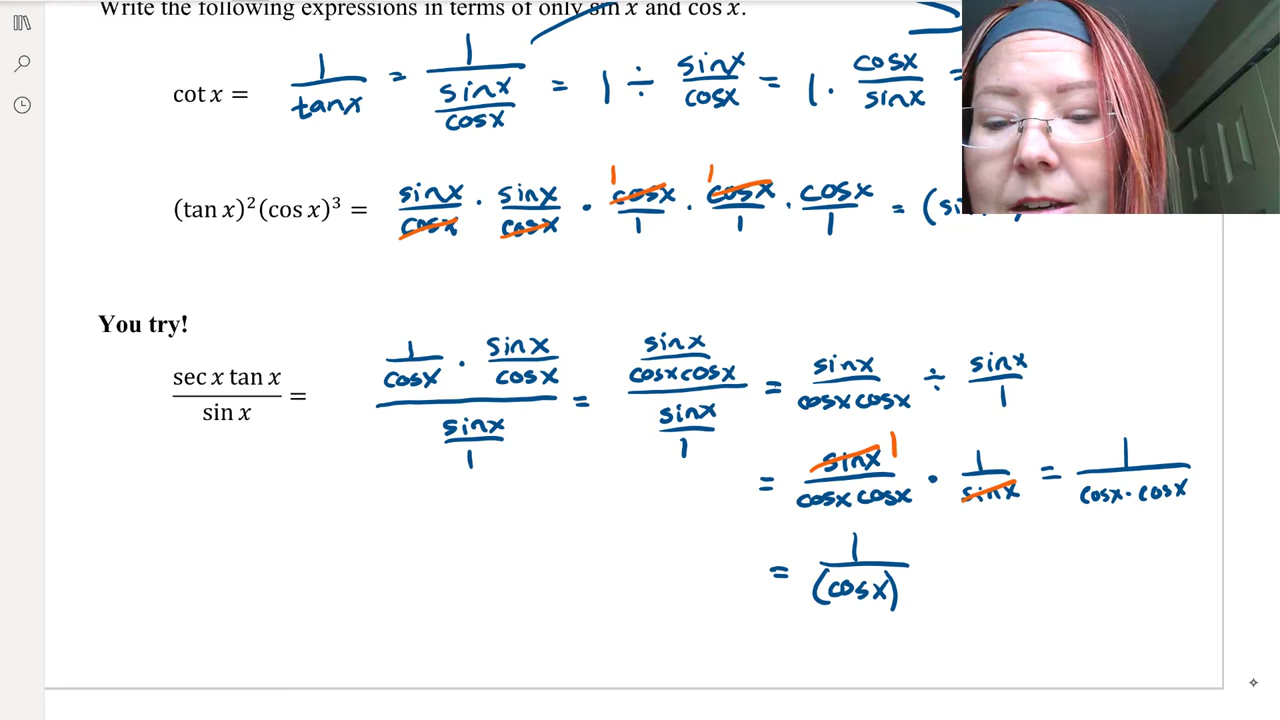 Write the following expressions in terms of only sin x and cos x.
cot x = 1/tanx = 1/(sinx/cosx) = 1 ÷ sinx/cosx = 1 · cosx/sinx =
(tan x)²(cos x)³ = sinx/cosx · sinx/cosx · cosx/1 · cosx/1 · cosx/1 = (
1 1
You try!
sec x tan x/sin x = (1/cosx · sinx/cosx)/(sinx/1) = (sinx/cosxcosx)/(sinx/1) = sinx/cosxcosx ÷ sinx/1
= sinx/cosxcosx · 1/sinx = 1/cosx·cosx
1
= 1/(cosx)